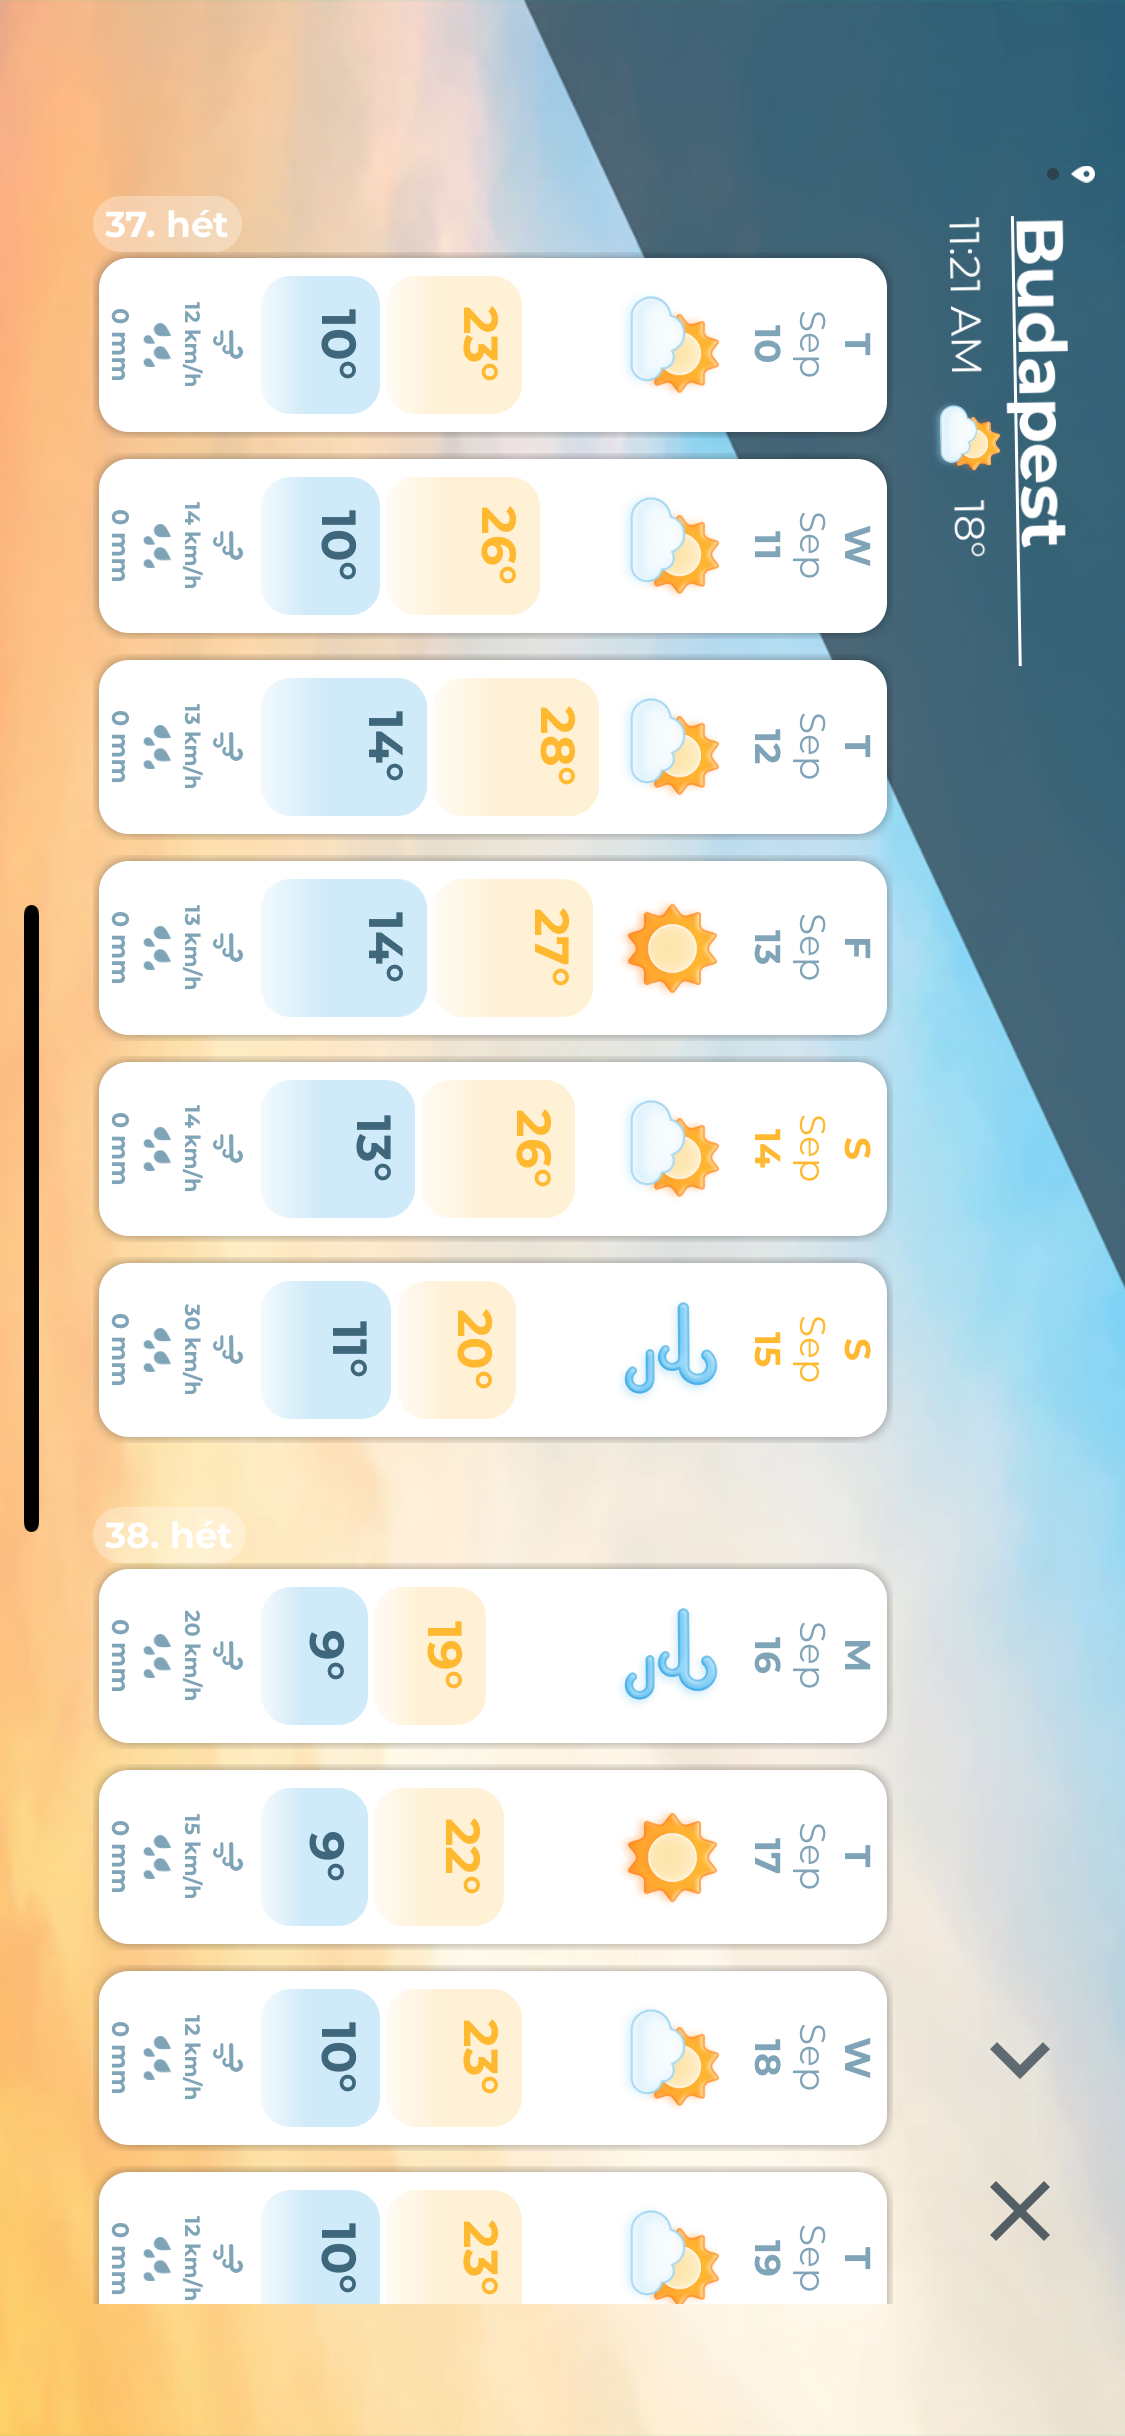 Budapest
11:21 AM 18°
37. hét
T
Sep
10
23°
10°
12 km/h
0 mm
W
Sep
11
26°
10°
14 km/h
0 mm
T
Sep
12
28°
14°
13 km/h
0 mm
F
Sep
13
27°
14°
13 km/h
0 mm
S
Sep
14
26°
13°
14 km/h
0 mm
S
Sep
15
20°
11°
30 km/h
0 mm
38. hét
M
Sep
16
19°
9°
20 km/h
0 mm
T
Sep
17
22°
9°
15 km/h
0 mm
W
Sep
18
23°
10°
12 km/h
0 mm
T
Sep
19
23°
10°
12 km/h
0 mm